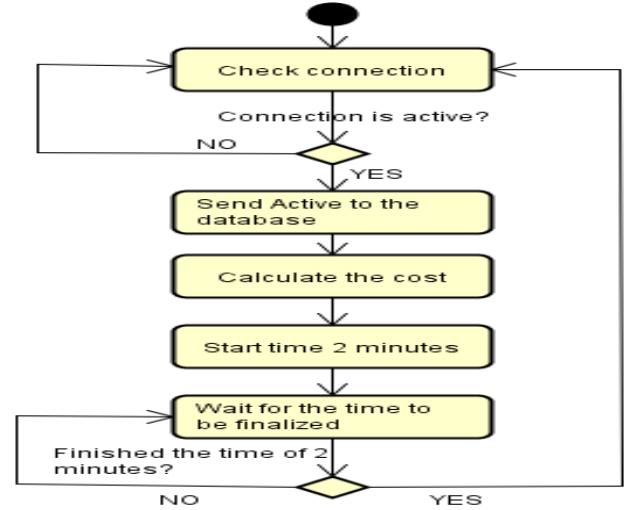 Check connection
Connection is active?
NO
YES
Send Active to the
database
Calculate the cost
Start time 2 minutes
Wait for the time to
be finalized
Finished the time of 2
minutes?
NO
YES